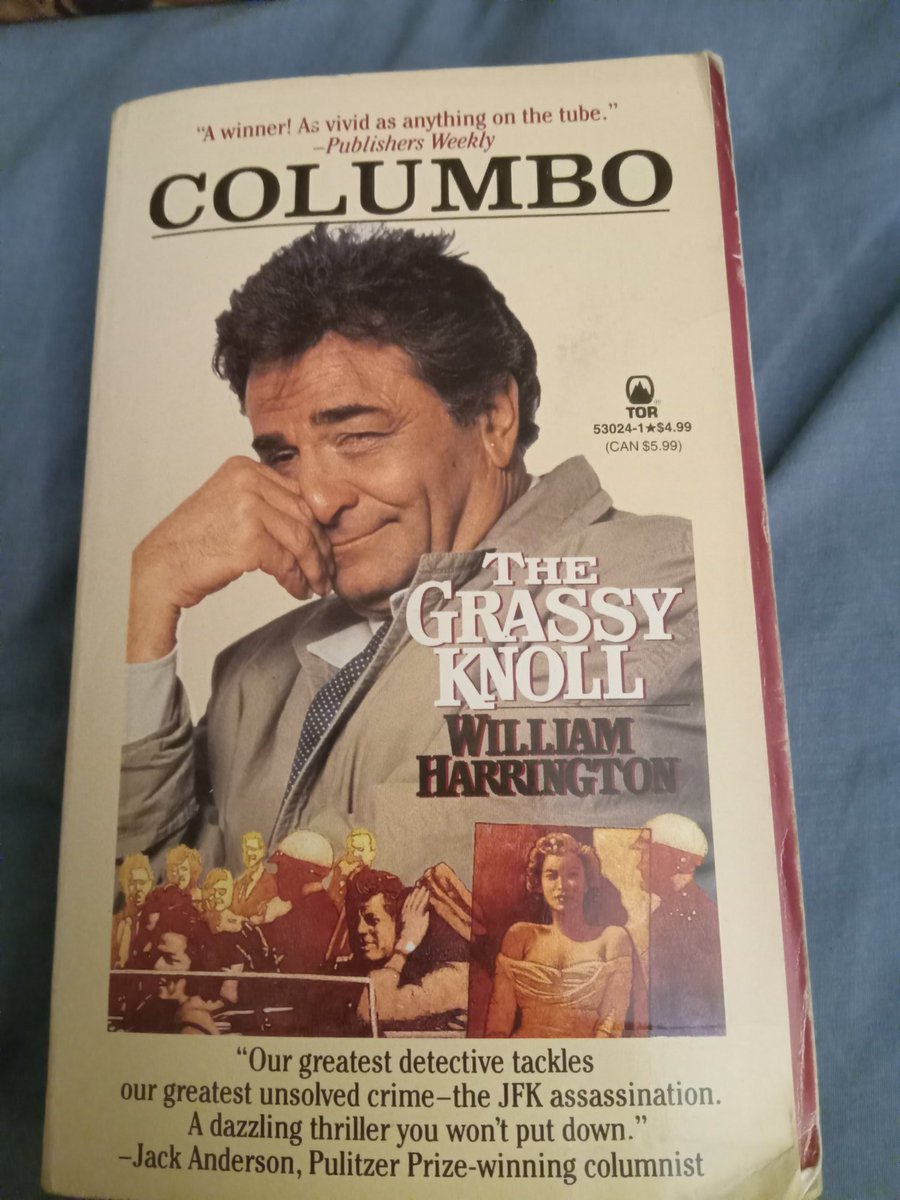 "A winner! As vivid as anything on the tube."
–Publishers Weekly
COLUMBO
TOR
53024-1★$4.99
(CAN $5.99)
THE
GRASSY
KNOLL
WILLIAM
HARRINGTON
"Our greatest detective tackles
our greatest unsolved crime–the JFK assassination.
A dazzling thriller you won't put down."
–Jack Anderson, Pulitzer Prize-winning columnist